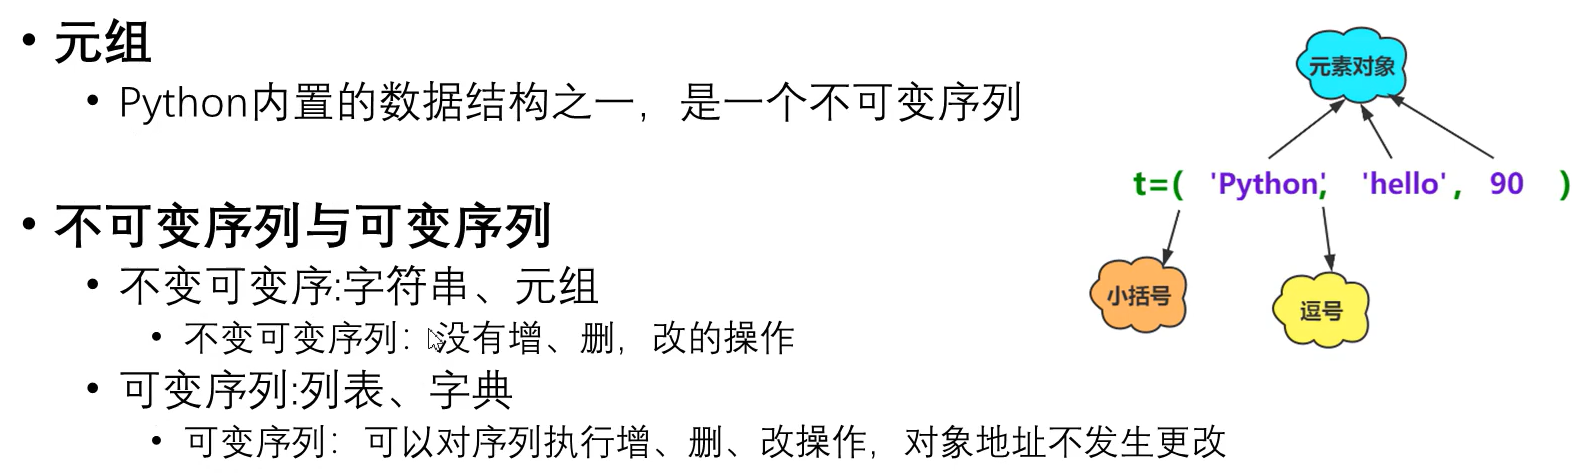 • 元组
• Python内置的数据结构之一，是一个不可变序列
• 不可变序列与可变序列
• 不变可变序:字符串、元组
• 不变可变序列：没有增、删，改的操作
• 可变序列:列表、字典
• 可变序列：可以对序列执行增、删、改操作，对象地址不发生更改
元素对象
t=( 'Python', 'hello', 90 )
小括号
逗号